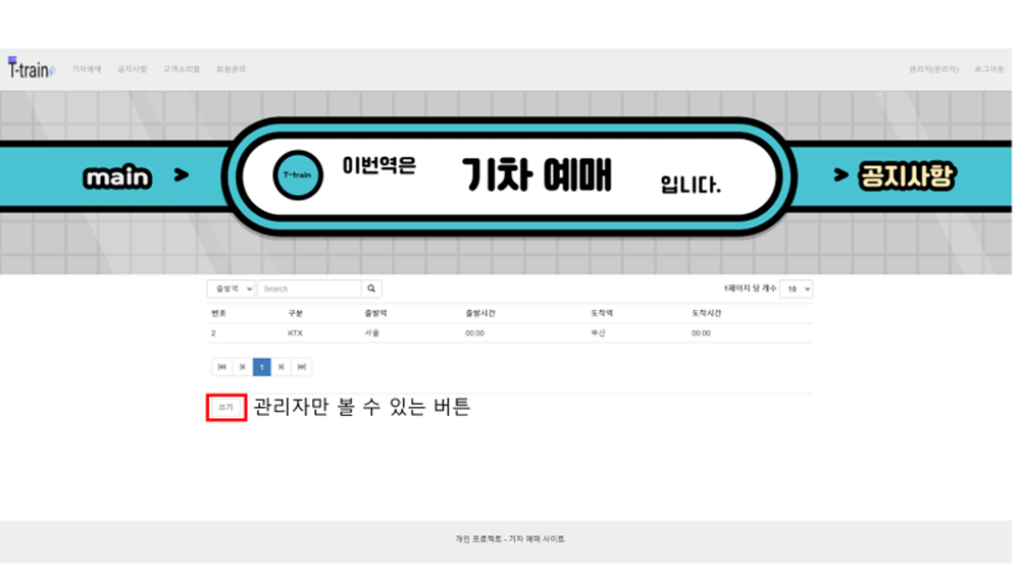 T-train 기차예매 공지사항 고객소리함 회원관리 관리자(관리자) 로그아웃
main > T-train 이번역은 기차 예매 입니다. > 공지사항
출발역 Search 1페이지 당 개수 10
번호 구분 출발역 출발시간 도착역 도착시간
2 KTX 서울 00:00 부산 00:00
1
쓰기 관리자만 볼 수 있는 버튼
개인 프로젝트 - 기차 예매 사이트